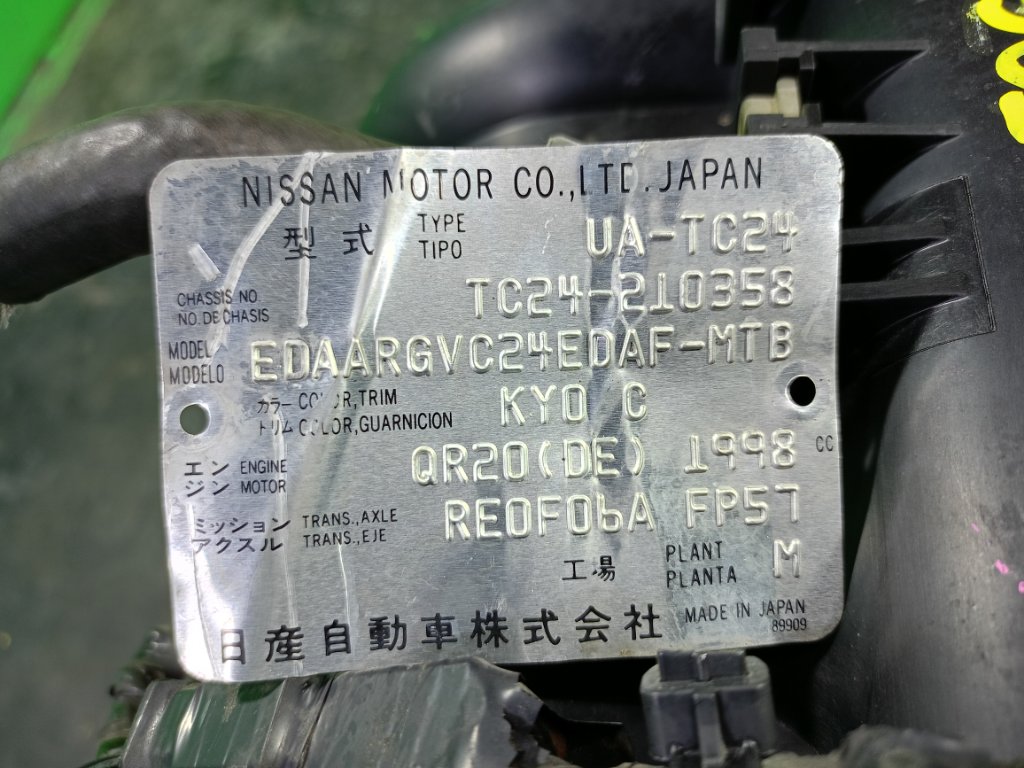 NISSAN MOTOR CO.,LTD. JAPAN
型式 TYPE TIPO UA-TC24
CHASSIS NO. NO. DE CHASIS TC24-210358
MODEL MODELO EDAARGVC24EDAF-MTB
カラー COLOR,TRIM KY0 C
トリム COLOR,GUARNICION
エンジン ENGINE MOTOR QR20(DE) 1998 CC
ミッション TRANS.,AXLE RE0F06A FP57
アクスル TRANS.,EJE
工場 PLANT PLANTA M
日産自動車株式会社 MADE IN JAPAN
89909